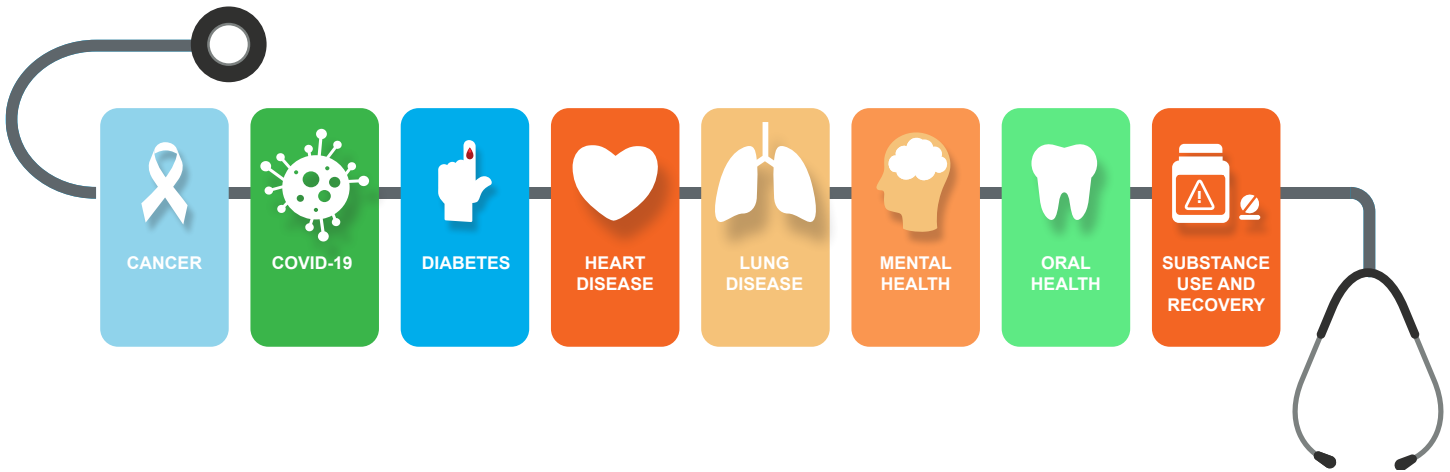 CANCER
COVID-19
DIABETES
HEART
DISEASE
LUNG
DISEASE
MENTAL
HEALTH
ORAL
HEALTH
SUBSTANCE
USE AND
RECOVERY